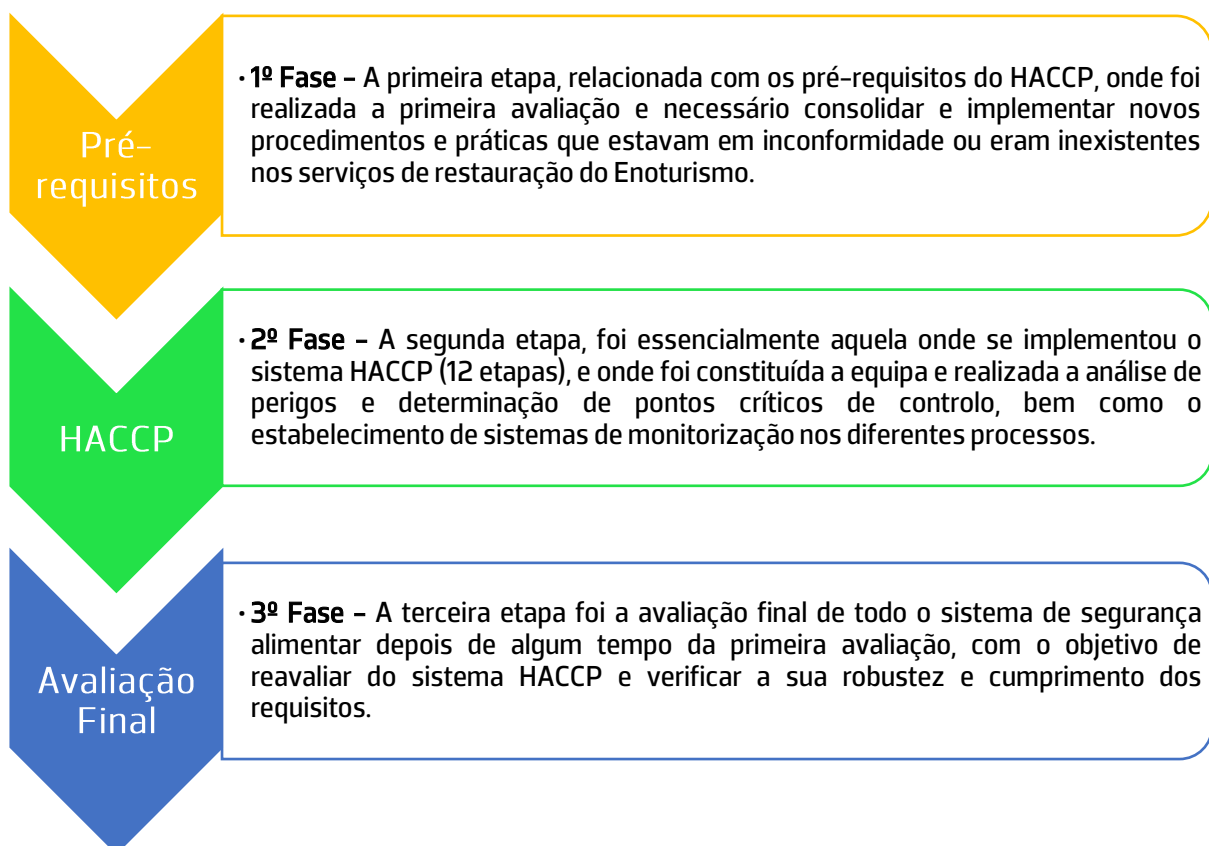 Pré-
requisitos
· 1º Fase – A primeira etapa, relacionada com os pré-requisitos do HACCP, onde foi
realizada a primeira avaliação e necessário consolidar e implementar novos
procedimentos e práticas que estavam em inconformidade ou eram inexistentes
nos serviços de restauração do Enoturismo.
HACCP
· 2º Fase – A segunda etapa, foi essencialmente aquela onde se implementou o
sistema HACCP (12 etapas), e onde foi constituída a equipa e realizada a análise de
perigos e determinação de pontos críticos de controlo, bem como o
estabelecimento de sistemas de monitorização nos diferentes processos.
Avaliação
Final
· 3º Fase – A terceira etapa foi a avaliação final de todo o sistema de segurança
alimentar depois de algum tempo da primeira avaliação, com o objetivo de
reavaliar do sistema HACCP e verificar a sua robustez e cumprimento dos
requisitos.